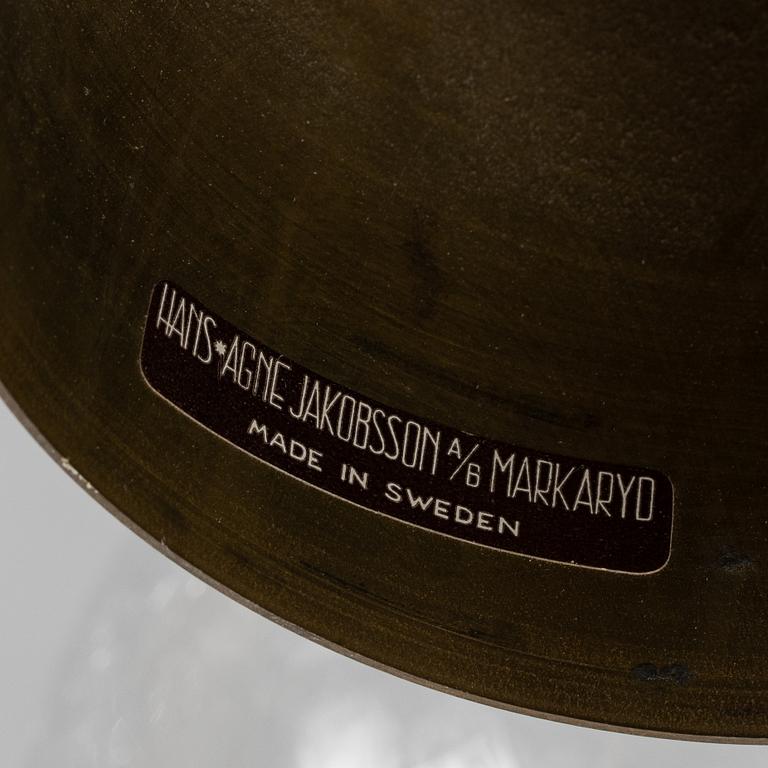 HANS*AGNE JAKOBSSON A/B MARKARYD
MADE IN SWEDEN